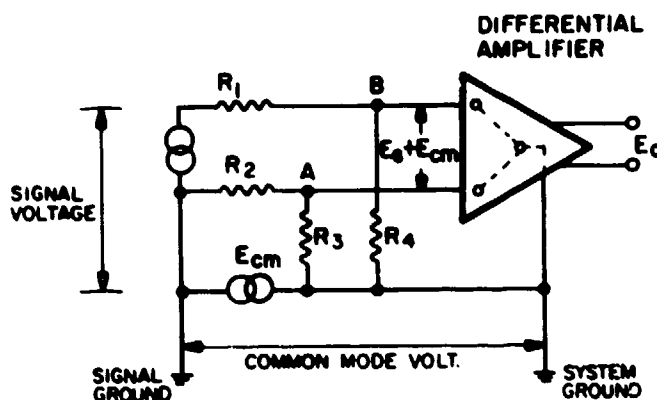 DIFFERENTIAL
AMPLIFIER
R1
B
Es+Ecm
Eo
R2
A
SIGNAL
VOLTAGE
R3
R4
Ecm
COMMON MODE VOLT.
SIGNAL
GROUND
SYSTEM
GROUND